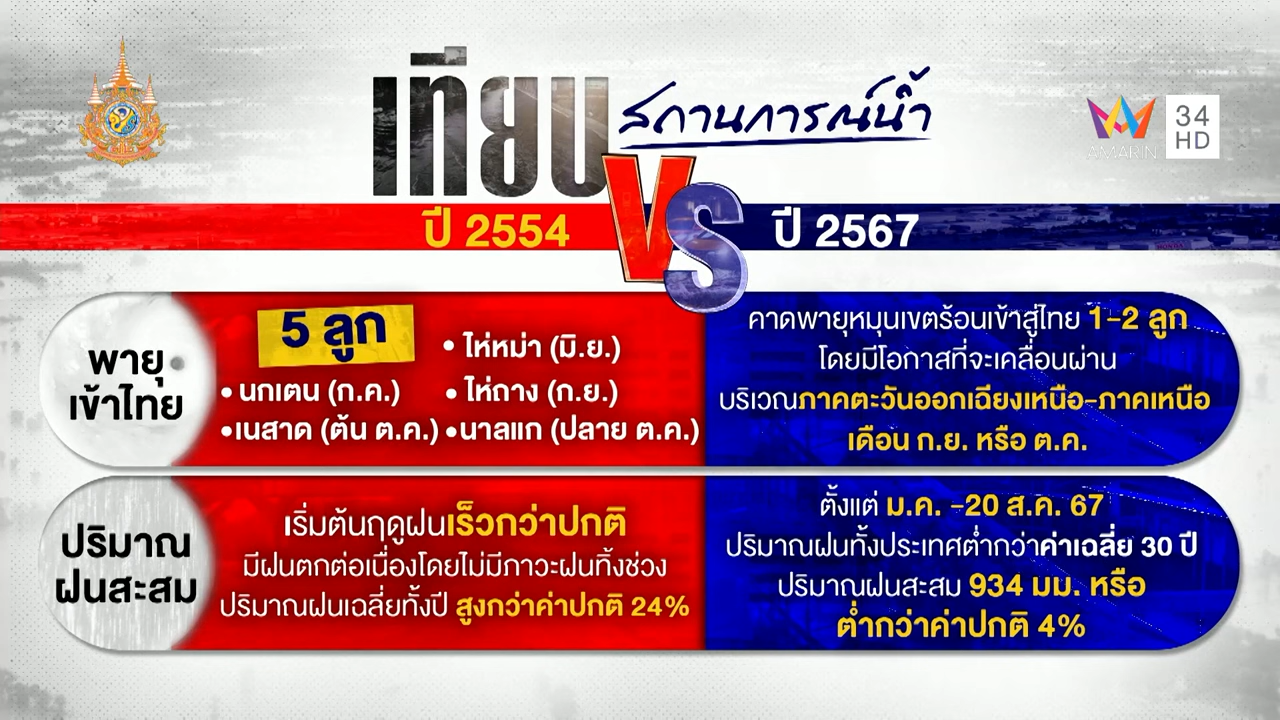 เทียบ สถานการณ์น้ำ
AMARIN 34 HD
ปี 2554 VS ปี 2567
พายุเข้าไทย
5 ลูก
• ไห่หม่า (มิ.ย.)
• นกเตน (ก.ค.) • ไห่ถาง (ก.ย.)
• เนสาด (ต้น ต.ค.) • นาลแก (ปลาย ต.ค.)
คาดพายุหมุนเขตร้อนเข้าสู่ไทย 1-2 ลูก
โดยมีโอกาสที่จะเคลื่อนผ่าน
บริเวณภาคตะวันออกเฉียงเหนือ-ภาคเหนือ
เดือน ก.ย. หรือ ต.ค.
ปริมาณ
ฝนสะสม
เริ่มต้นฤดูฝนเร็วกว่าปกติ
มีฝนตกต่อเนื่องโดยไม่มีภาวะฝนทิ้งช่วง
ปริมาณฝนเฉลี่ยทั้งปี สูงกว่าค่าปกติ 24%
ตั้งแต่ ม.ค. -20 ส.ค. 67
ปริมาณฝนทั้งประเทศต่ำกว่าค่าเฉลี่ย 30 ปี
ปริมาณฝนสะสม 934 มม. หรือ
ต่ำกว่าค่าปกติ 4%